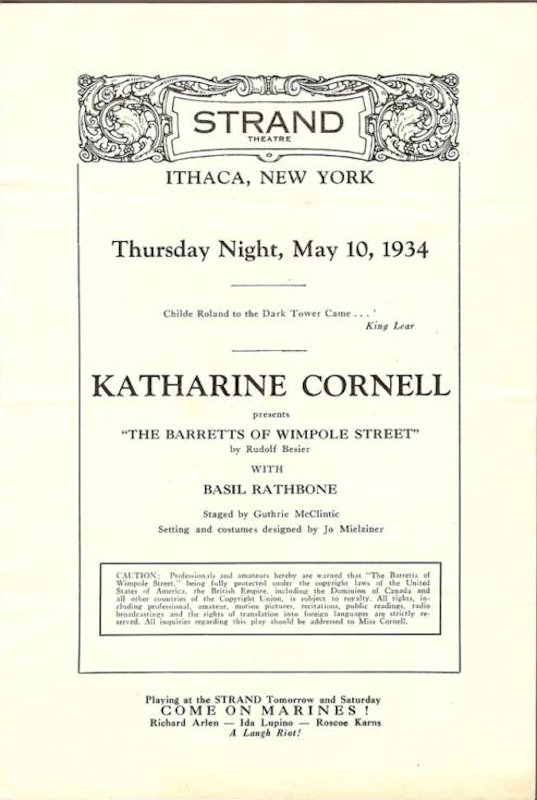 STRAND
THEATRE
ITHACA, NEW YORK
Thursday Night, May 10, 1934
Childe Roland to the Dark Tower Came . . . '
King Lear
KATHARINE CORNELL
presents
"THE BARRETTS OF WIMPOLE STREET"
by Rudolf Besier
WITH
BASIL RATHBONE
Staged by Guthrie McClintic
Setting and costumes designed by Jo Mielziner
CAUTION: Professionals and amateurs hereby are warned that "The Barretts of
Wimpole Street," being fully protected under the copyright laws of the United
States of America, the British Empire, including the Dominion of Canada and
all other countries of the Copyright Union, is subject to royalty. All rights, in-
cluding professional, amateur, motion pictures, recitations, public readings, radio
broadcastings and the rights of translation into foreign languages are strictly re-
served. All inquiries regarding this play should be addressed to Miss Cornell.
Playing at the STRAND Tomorrow and Saturday
COME ON MARINES !
Richard Arlen — Ida Lupino — Roscoe Karns
A Laugh Riot!